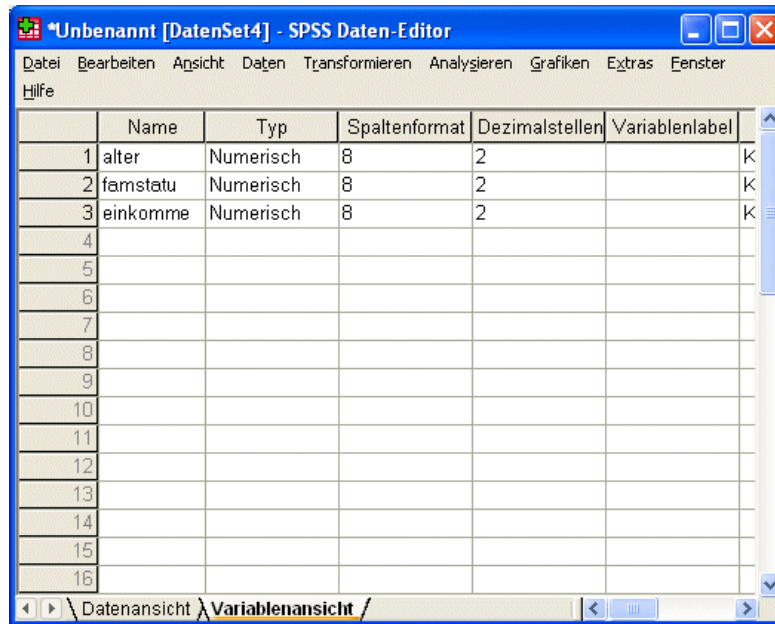 *Unbenannt [DatenSet4] - SPSS Daten-Editor
Datei Bearbeiten Ansicht Daten Transformieren Analysieren Grafiken Extras Fenster
Hilfe
Name Typ Spaltenformat Dezimalstellen Variablenlabel
1 alter Numerisch 8 2 K
2 famstatu Numerisch 8 2 K
3 einkomme Numerisch 8 2 K
4
5
6
7
8
9
10
11
12
13
14
15
16
Datenansicht Variablenansicht